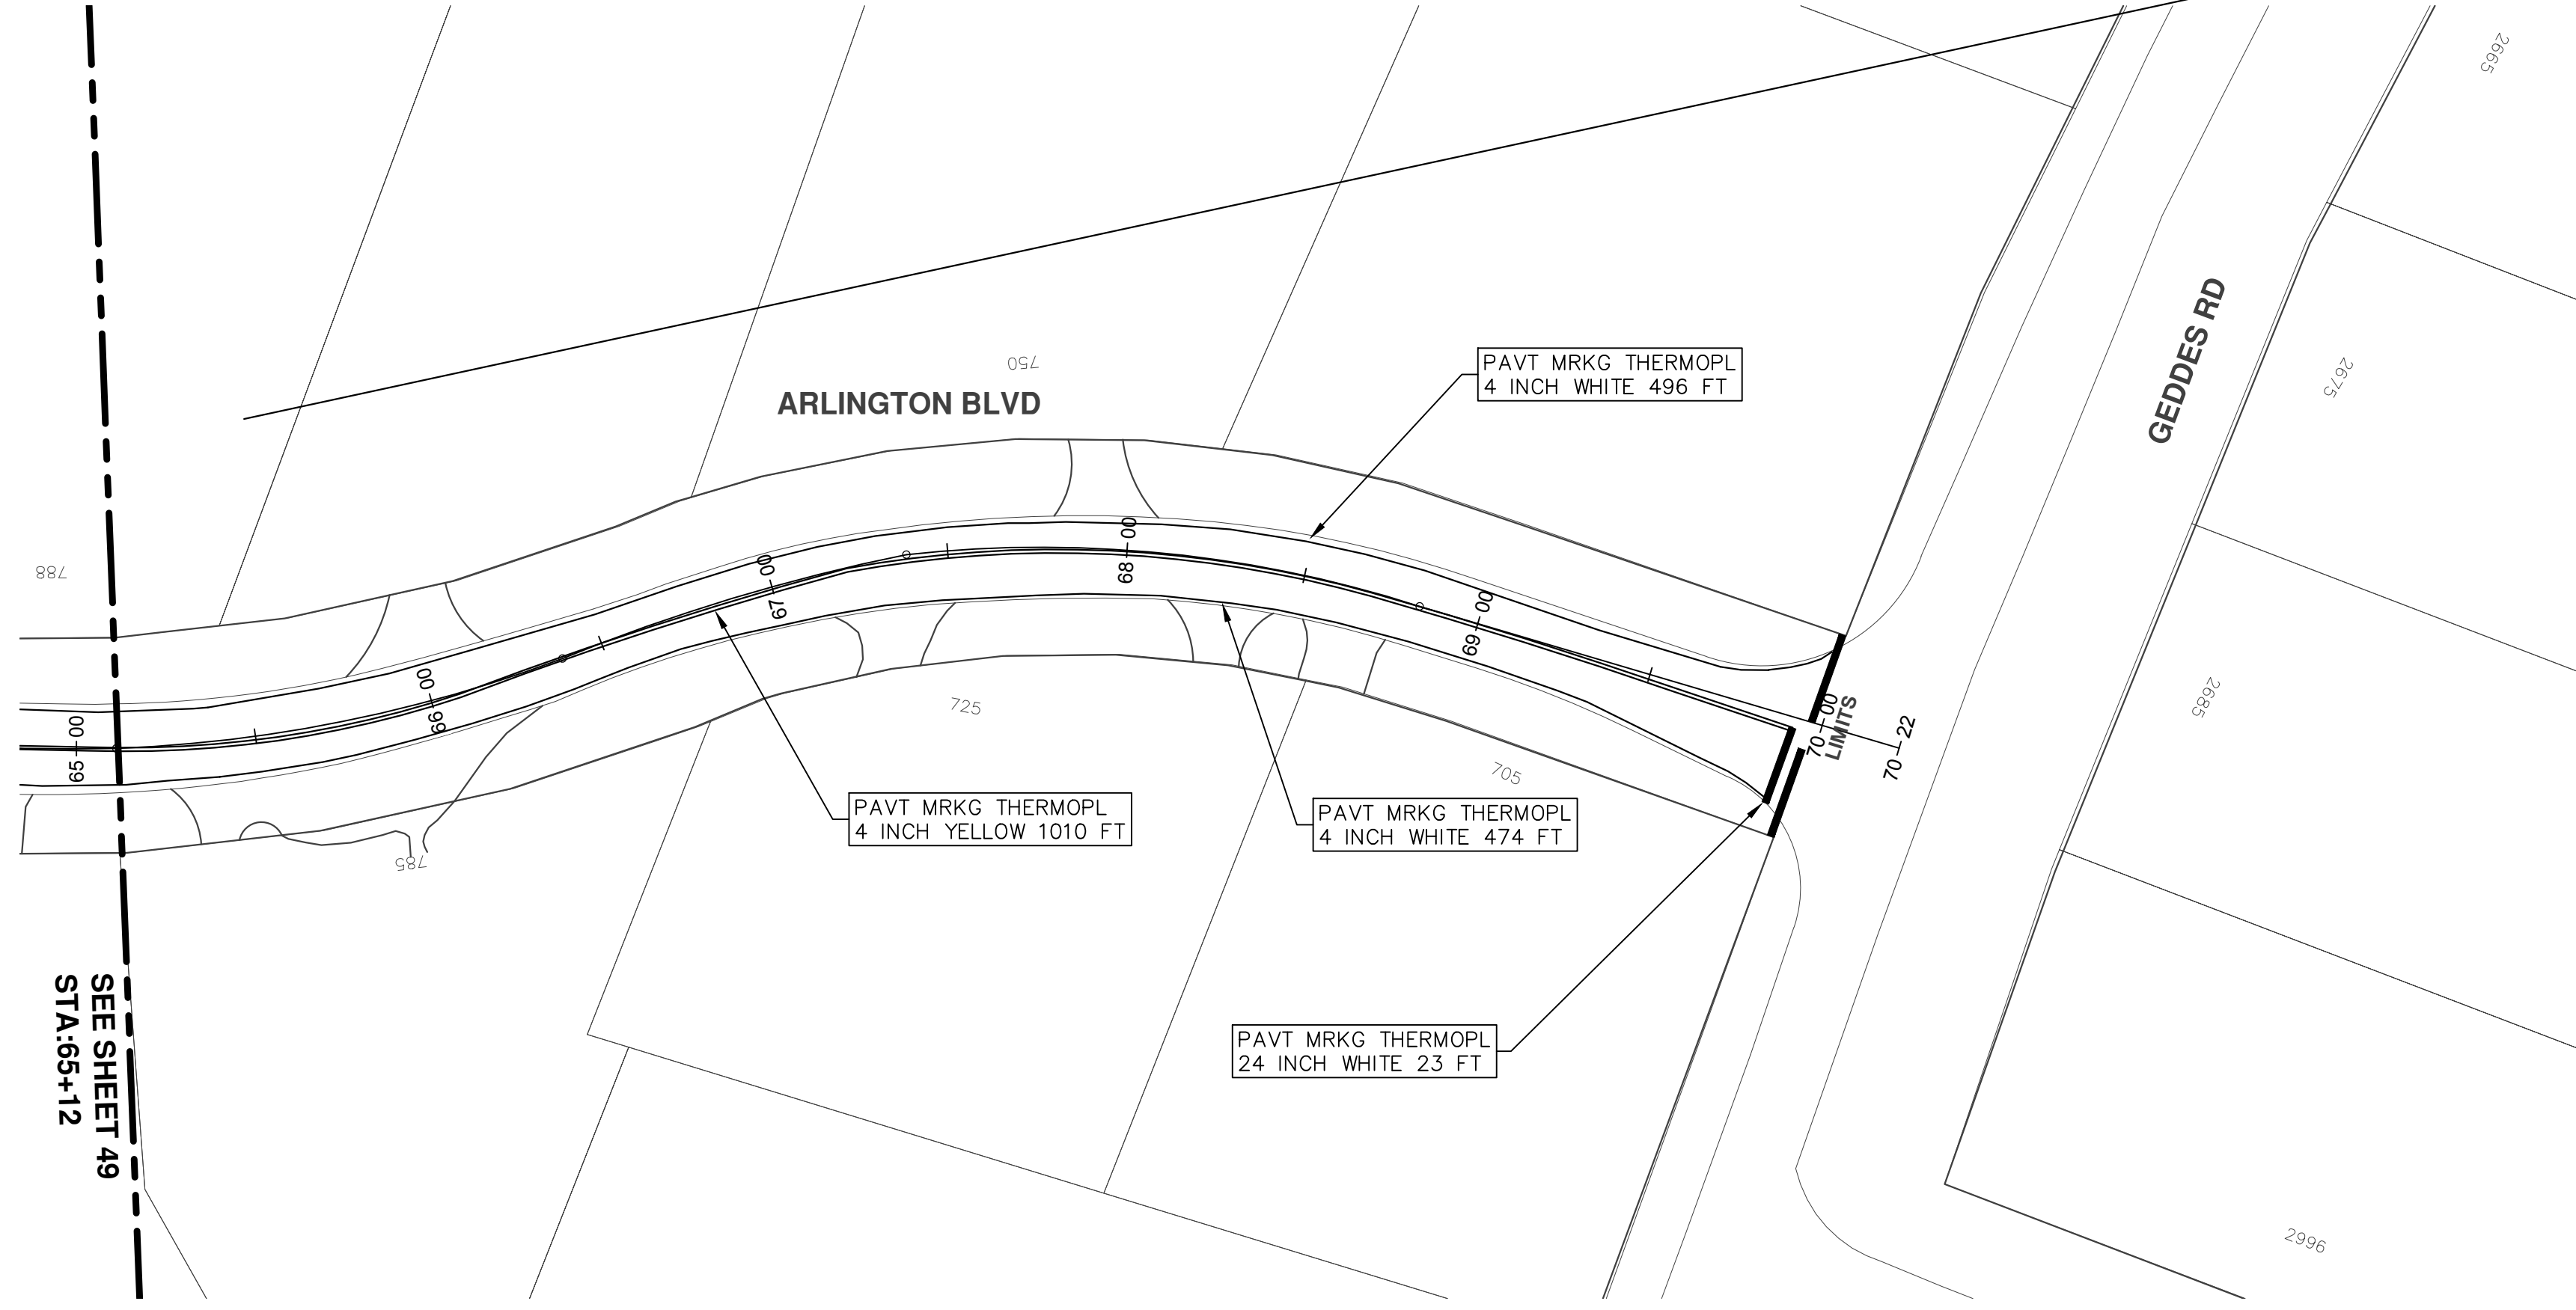 2665
GEDDES RD
750
PAVT MRKG THERMOPL
4 INCH WHITE 496 FT
2675
ARLINGTON BLVD
788
65 00
66 00
67 00
68 00
69 00
70 00
LIMITS
70 22
2685
725
705
PAVT MRKG THERMOPL
4 INCH YELLOW 1010 FT
PAVT MRKG THERMOPL
4 INCH WHITE 474 FT
785
SEE SHEET 49
STA:65+12
PAVT MRKG THERMOPL
24 INCH WHITE 23 FT
2996